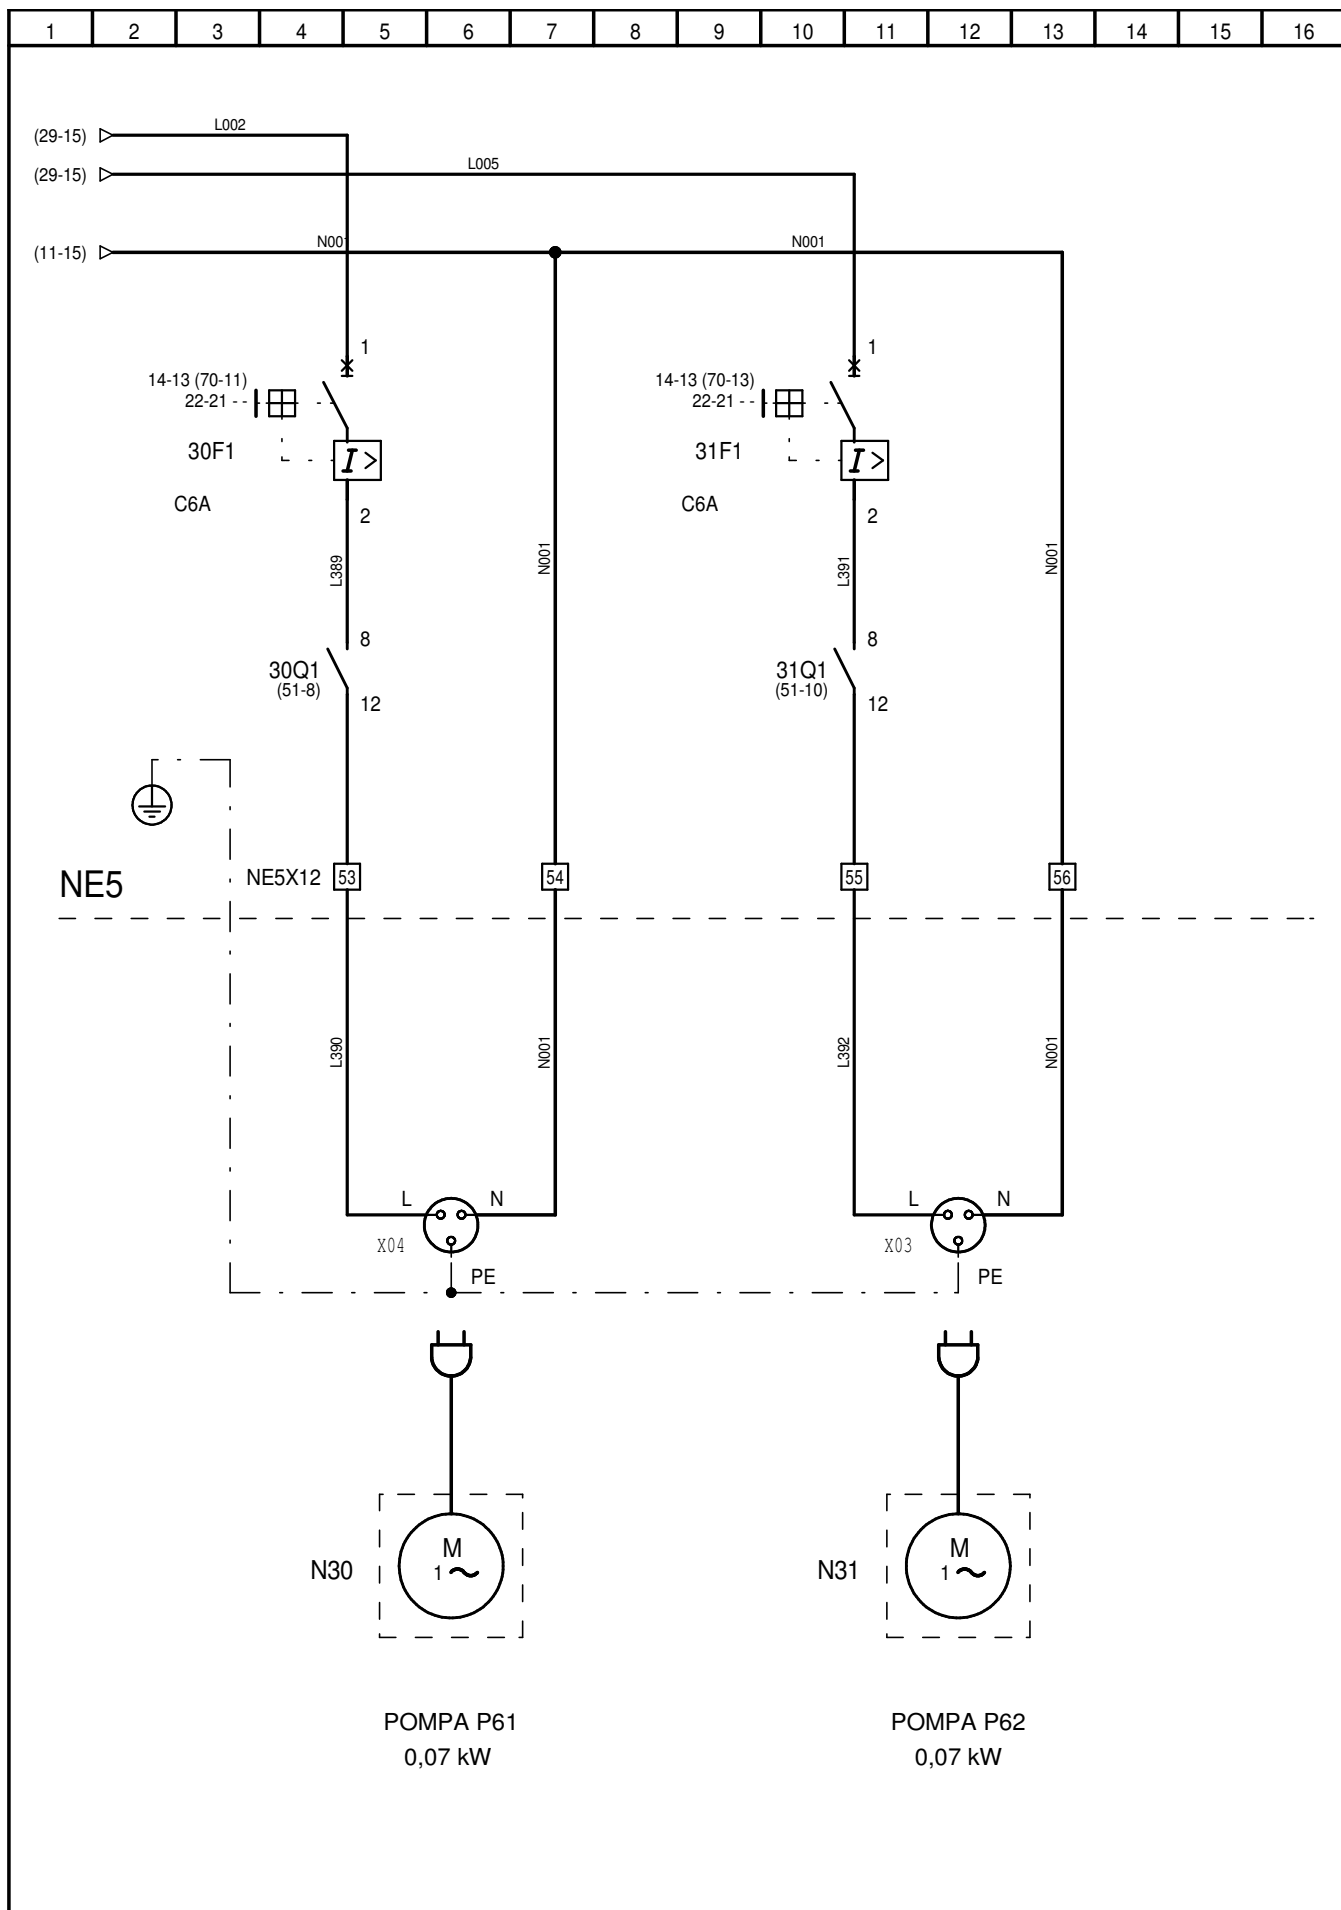 1 2 3 4 5 6 7 8 9 10 11 12 13 14 15 16
L002
(29-15)
L005
(29-15)
N001 N001
(11-15)
1 1
14-13 (70-11) 14-13 (70-13)
22-21 22-21
30F1 I > 31F1 I >
C6A C6A
2 2
L389 N001 L391 N001
8 8
30Q1 31Q1
(51-8) (51-10)
12 12
NE5 NE5X12 53 54 55 56
L390 N001 L392 N001
L N L N
X04 X03
PE PE
M M
N30 1 N31 1
POMPA P61 POMPA P62
0,07 kW 0,07 kW